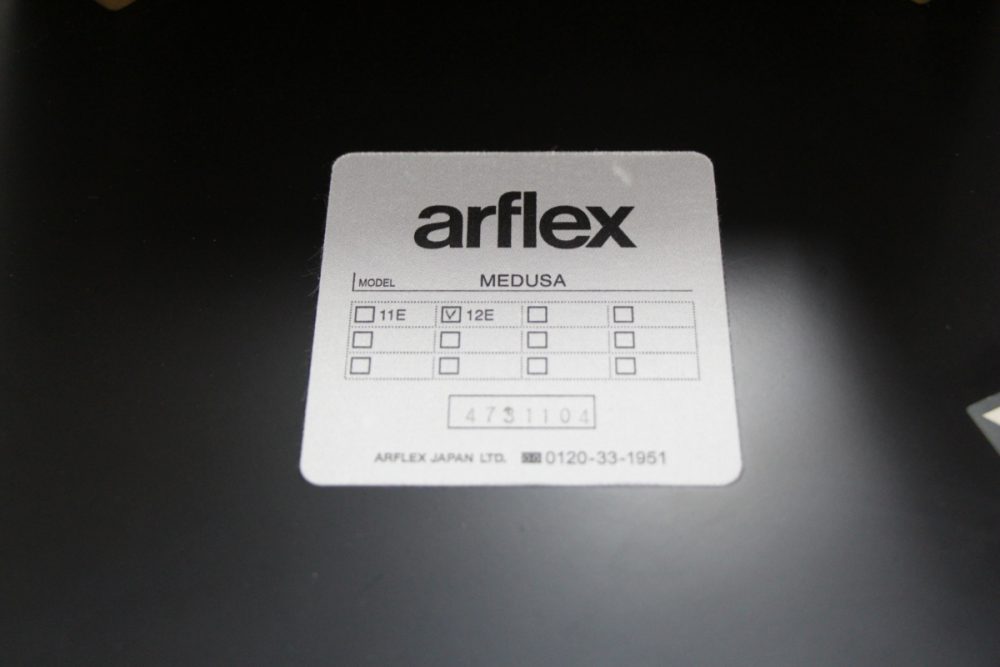 arflex
MODEL MEDUSA
11E 12E
4731104
ARFLEX JAPAN LTD. 0120-33-1951